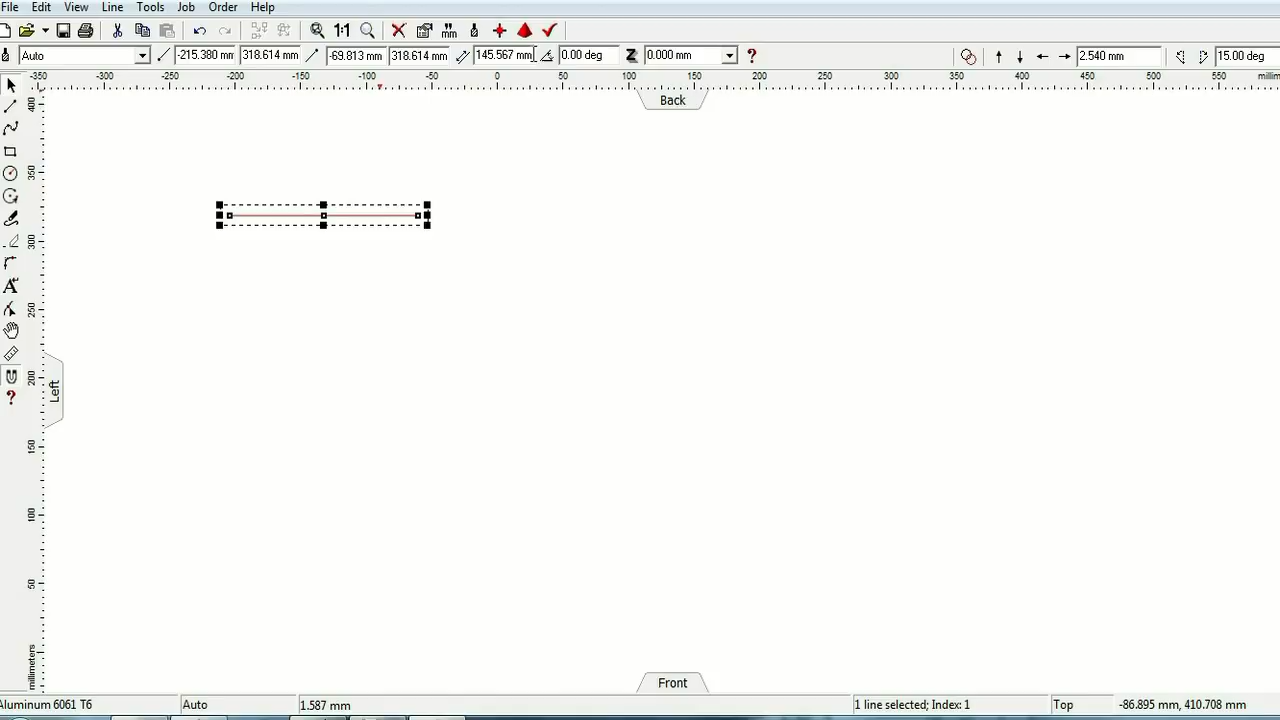 File Edit View Line Tools Job Order Help
1:1
Auto -215.380 mm 318.614 mm -69.813 mm 318.614 mm 145.567 mm 0.00 deg Z 0.000 mm ? 2.540 mm 15.00 deg
-350 -200 -150 -100 -50 0 50 100 150 200 250 300 350 400 450 500 550
Back
400
350
300
250
200
150
100
50
millimeters
Left
A
?
Front
Aluminum 6061 T6 Auto 1.587 mm 1 line selected; Index: 1 Top -86.895 mm, 410.708 mm